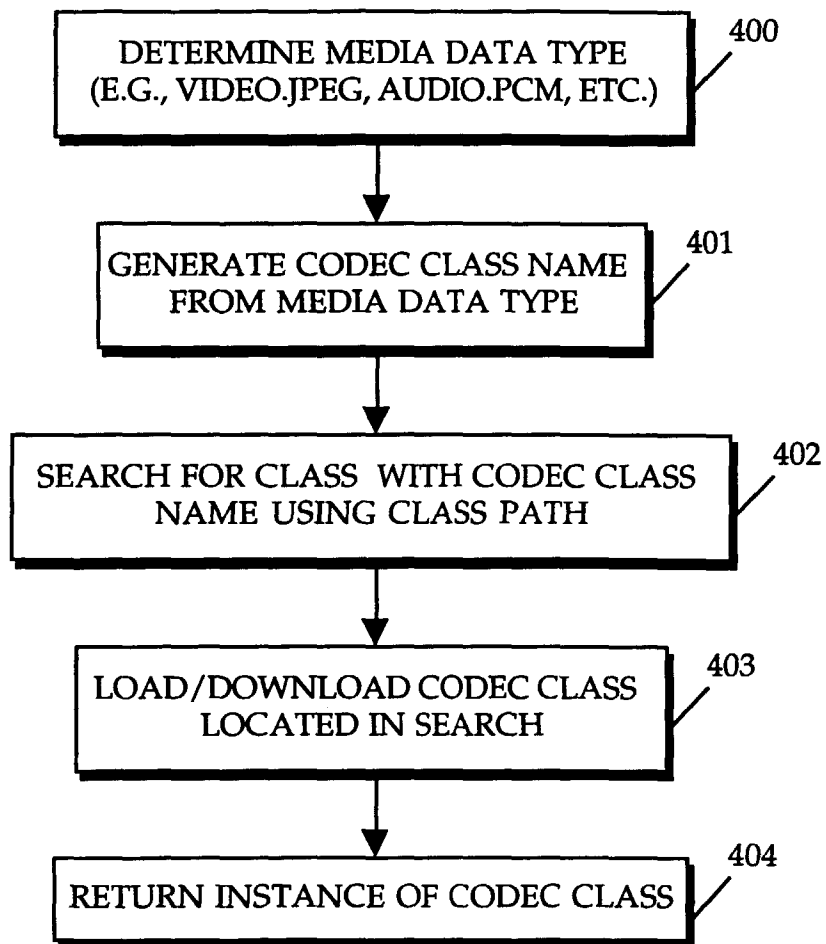 DETERMINE MEDIA DATA TYPE
(E.G., VIDEO.JPEG, AUDIO.PCM, ETC.)
400
GENERATE CODEC CLASS NAME
FROM MEDIA DATA TYPE
401
SEARCH FOR CLASS WITH CODEC CLASS
NAME USING CLASS PATH
402
LOAD/DOWNLOAD CODEC CLASS
LOCATED IN SEARCH
403
RETURN INSTANCE OF CODEC CLASS
404